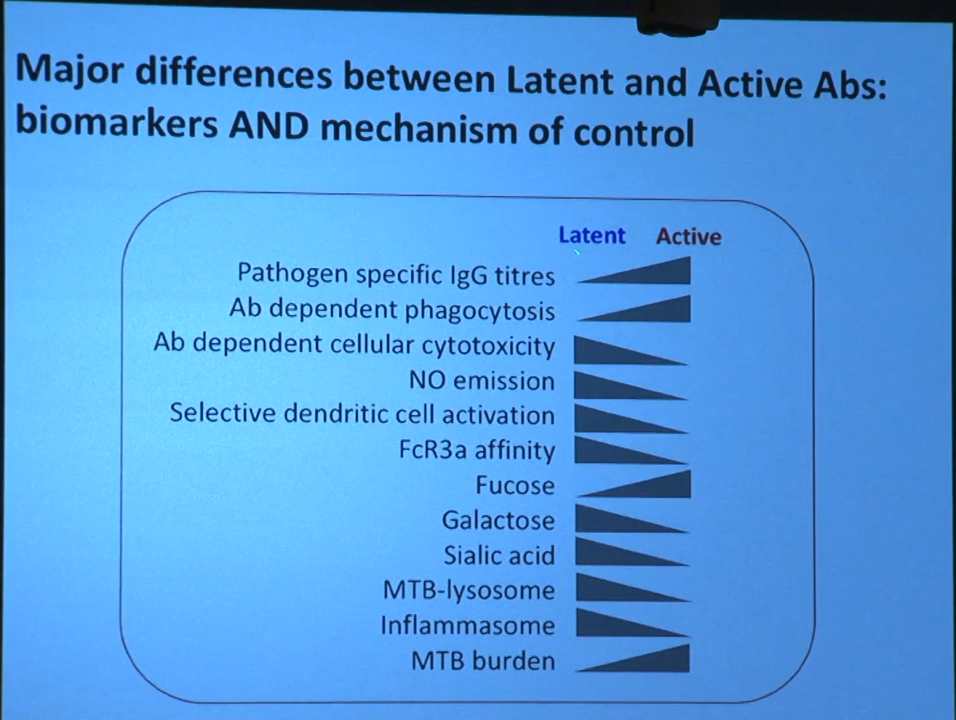 Major differences between Latent and Active Abs:
biomarkers AND mechanism of control
Latent Active
Pathogen specific IgG titres
Ab dependent phagocytosis
Ab dependent cellular cytotoxicity
NO emission
Selective dendritic cell activation
FcR3a affinity
Fucose
Galactose
Sialic acid
MTB-lysosome
Inflammasome
MTB burden